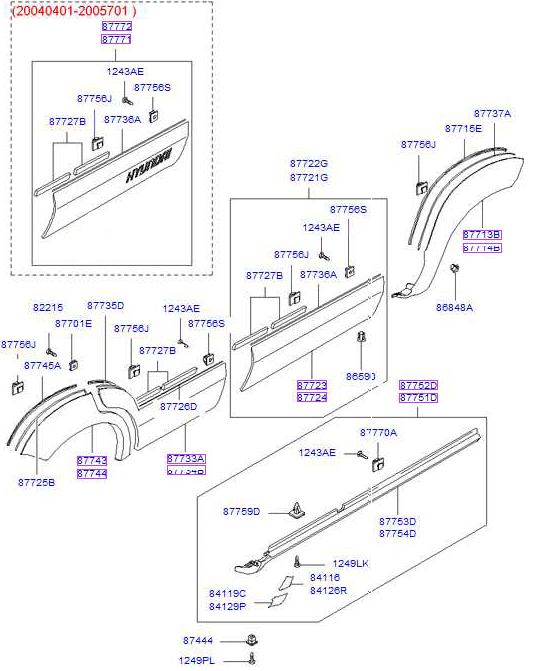 (20040401-2005701 )
87772
87771
1243AE
87756S
87756J
87727B
87736A
HYUNDAI
87737A
87715E
87756J
87722G
87721G
87713B
87714B
87756S
1243AE
87756J
87727B
87736A
86848A
82215
87735D
1243AE
87701E
87756J
87756S
87756J
87727B
87745A
87726D
87723
87724
87752D
87751D
87743
87744
87733A
87725B
87770A
1243AE
87759D
87753D
87754D
1249LK
84116
84126R
84119C
84129P
87444
1249PL